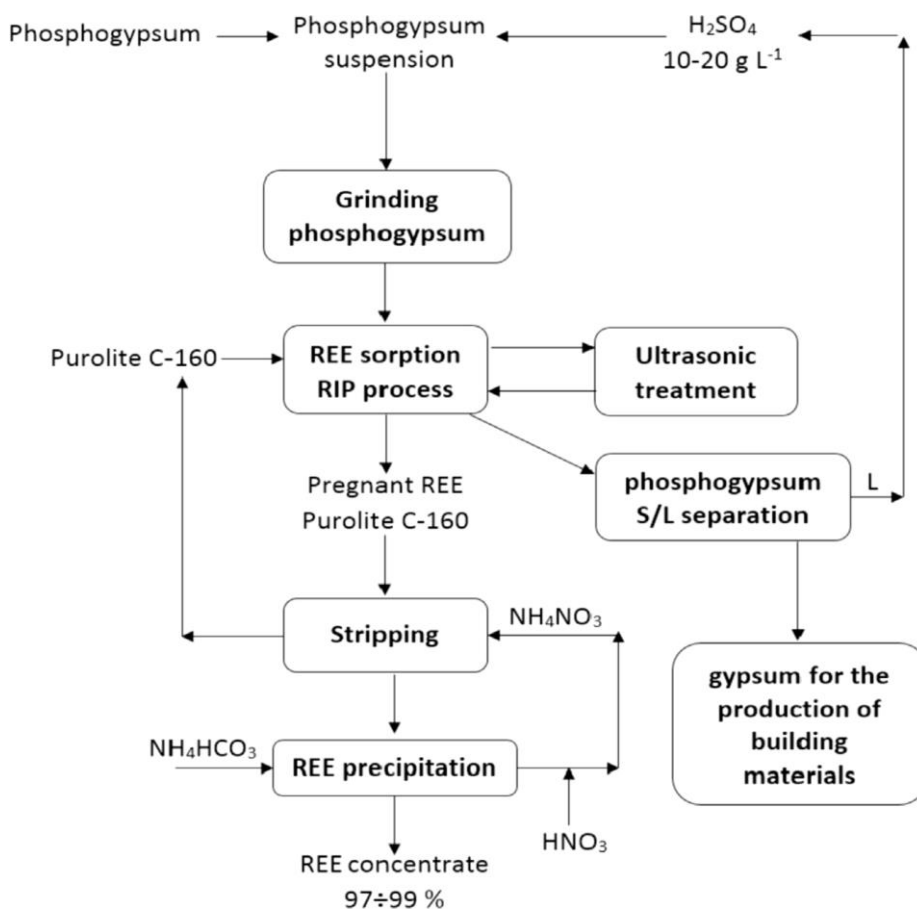 Phosphogypsum
Phosphogypsum
suspension
H₂SO₄
10-20 g L⁻¹
Grinding
phosphogypsum
Purolite C-160
REE sorption
RIP process
Ultrasonic
treatment
Pregnant REE
Purolite C-160
phosphogypsum
S/L separation
L
Stripping
NH₄NO₃
gypsum for the
production of
building
materials
NH₄HCO₃
REE precipitation
HNO₃
REE concentrate
97÷99 %